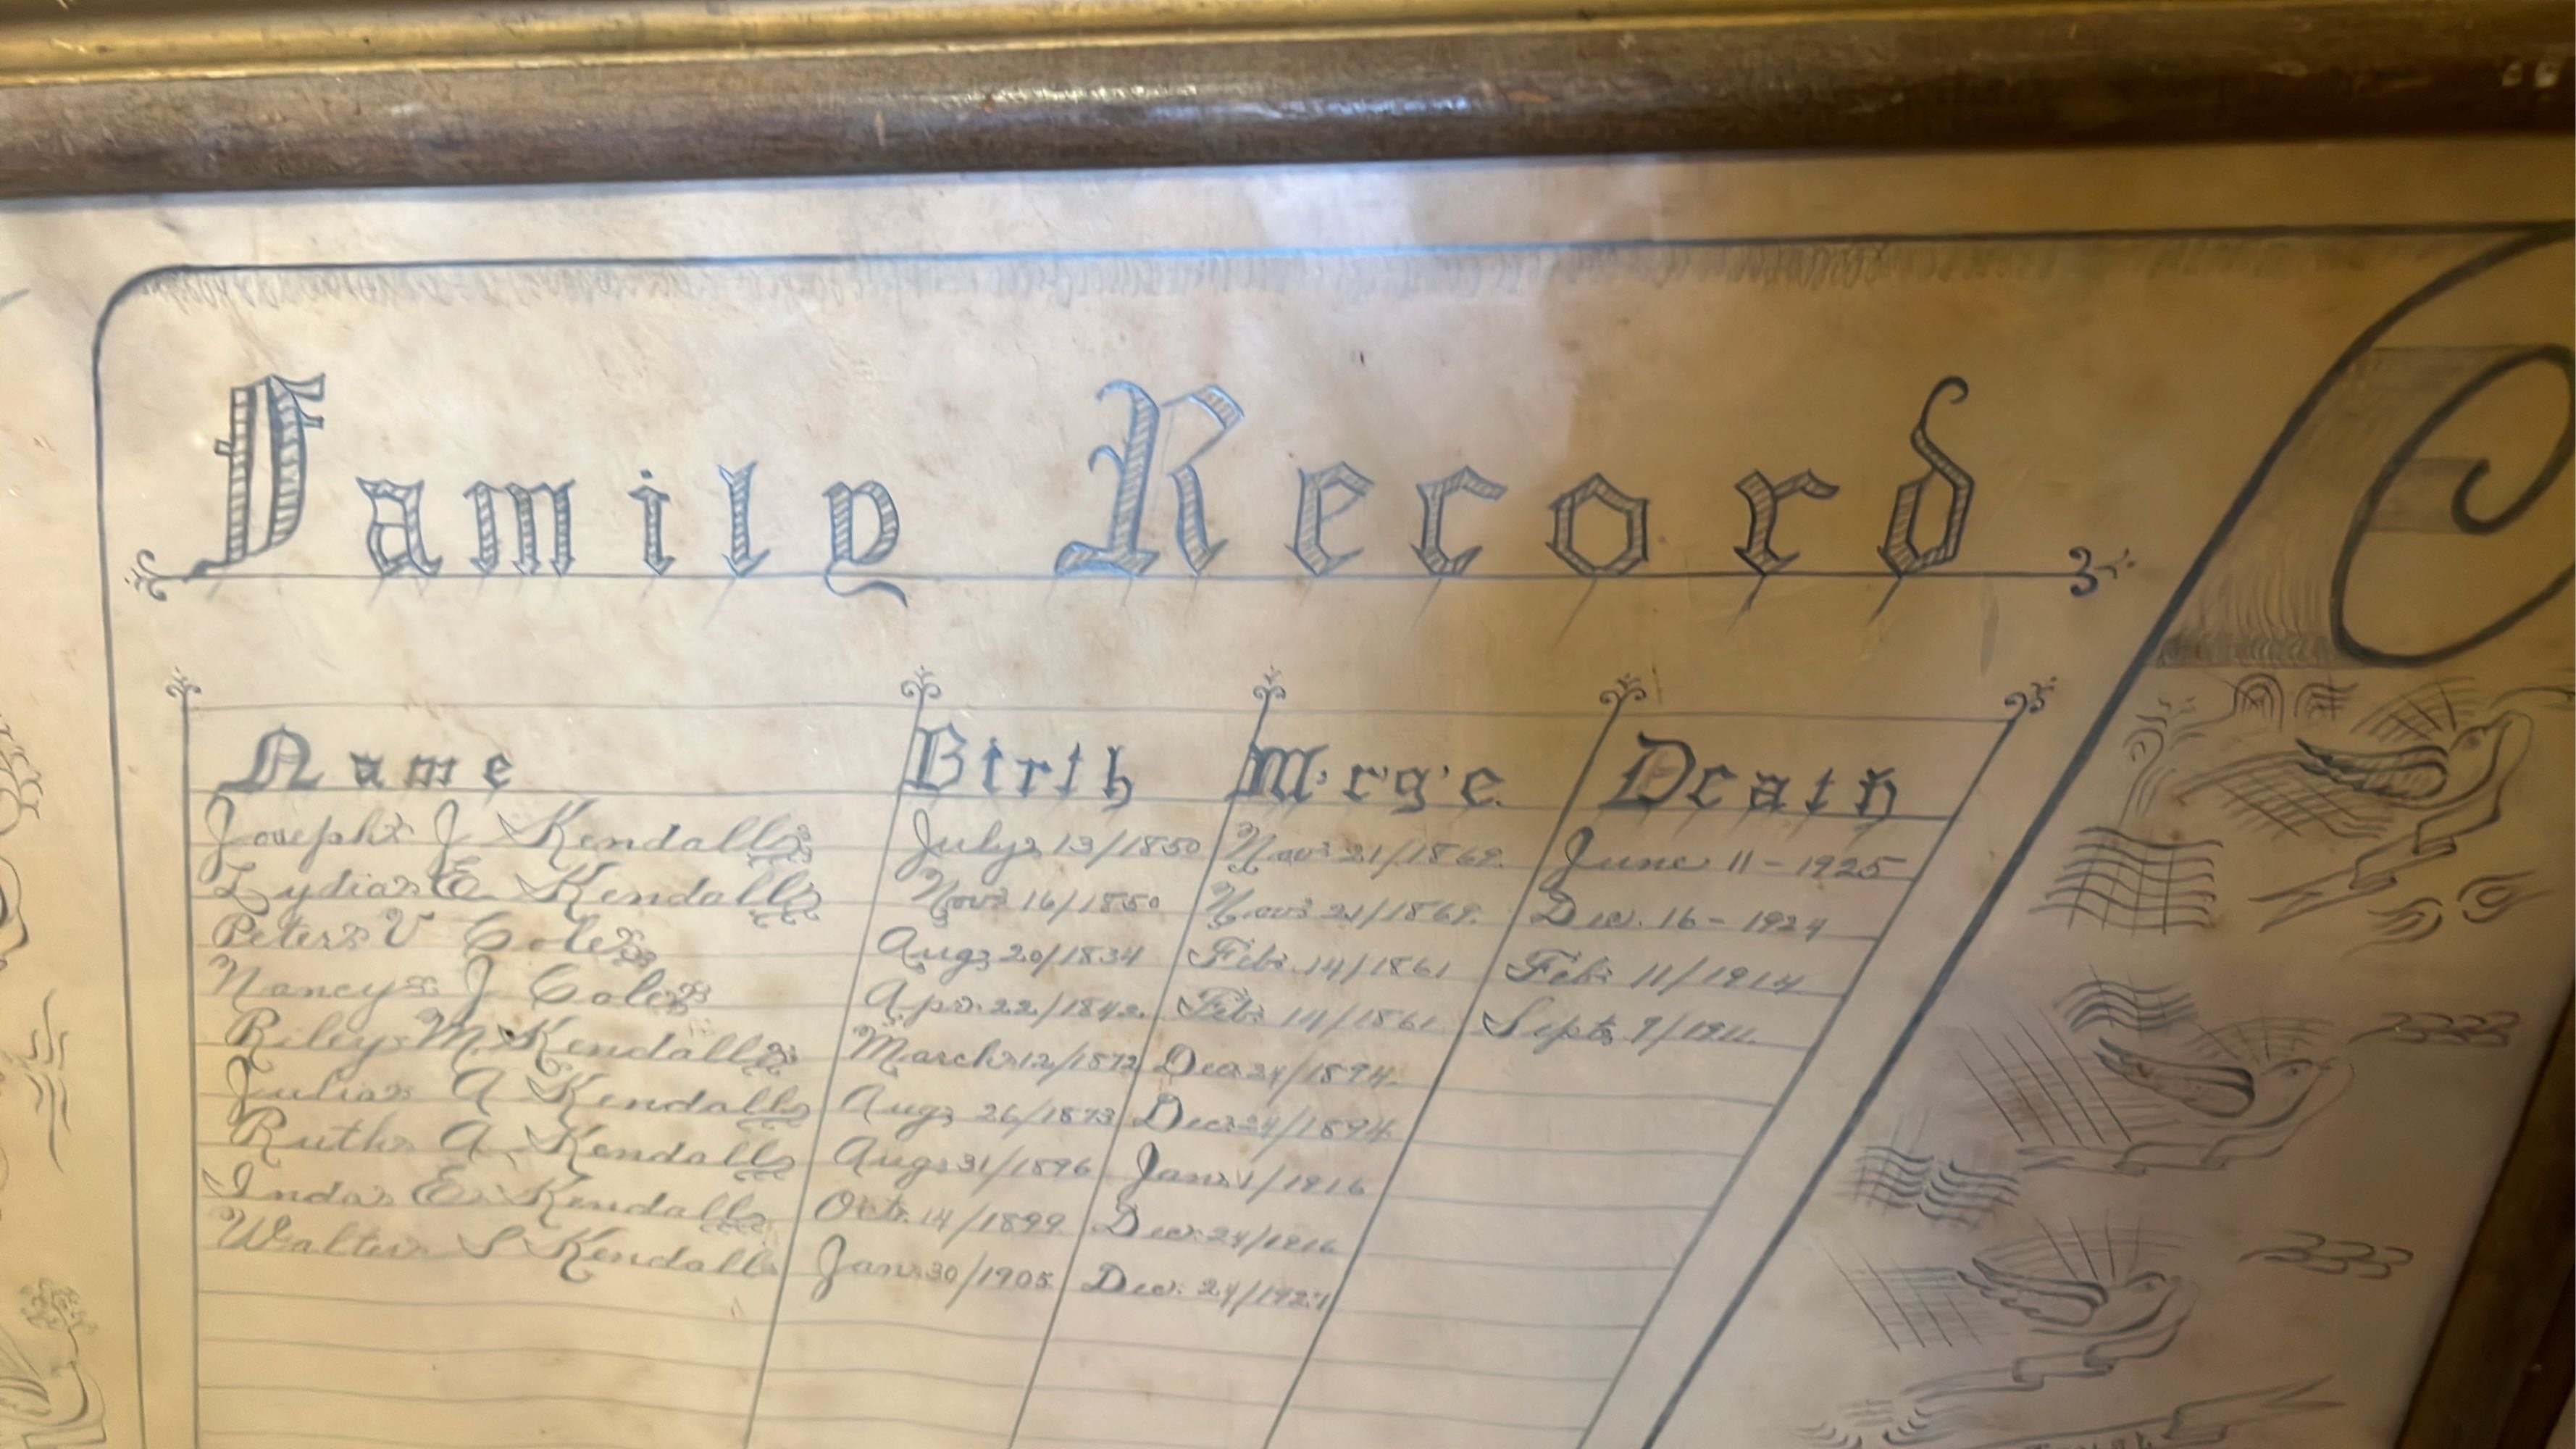 Family Record
Name Birth M'r'g'e. Death
Joseph J Kendall July 13/1850 Nov. 21/1869. June 11 - 1925
Lydia E Kendall Nov. 16/1850 Nov. 21/1869. Dec. 16 - 1924
Peter V Cole Aug 20/1834 Feb. 14/1861 Feb. 11/1914
Nancy J Cole Apr. 22/1842. Feb. 14/1861 Sept. 9/1911
Riley M. Kendall March 12/1872 Dec 24/1894.
Julia A Kendall Aug 26/1873 Dec 24/1894.
Ruth A Kendall Aug 31/1896 Jan. 1/1916
Inda E. Kendall Oct. 14/1899. Dec. 24/1916
Walter S Kendall Jan 30/1905 Dec. 24/1927